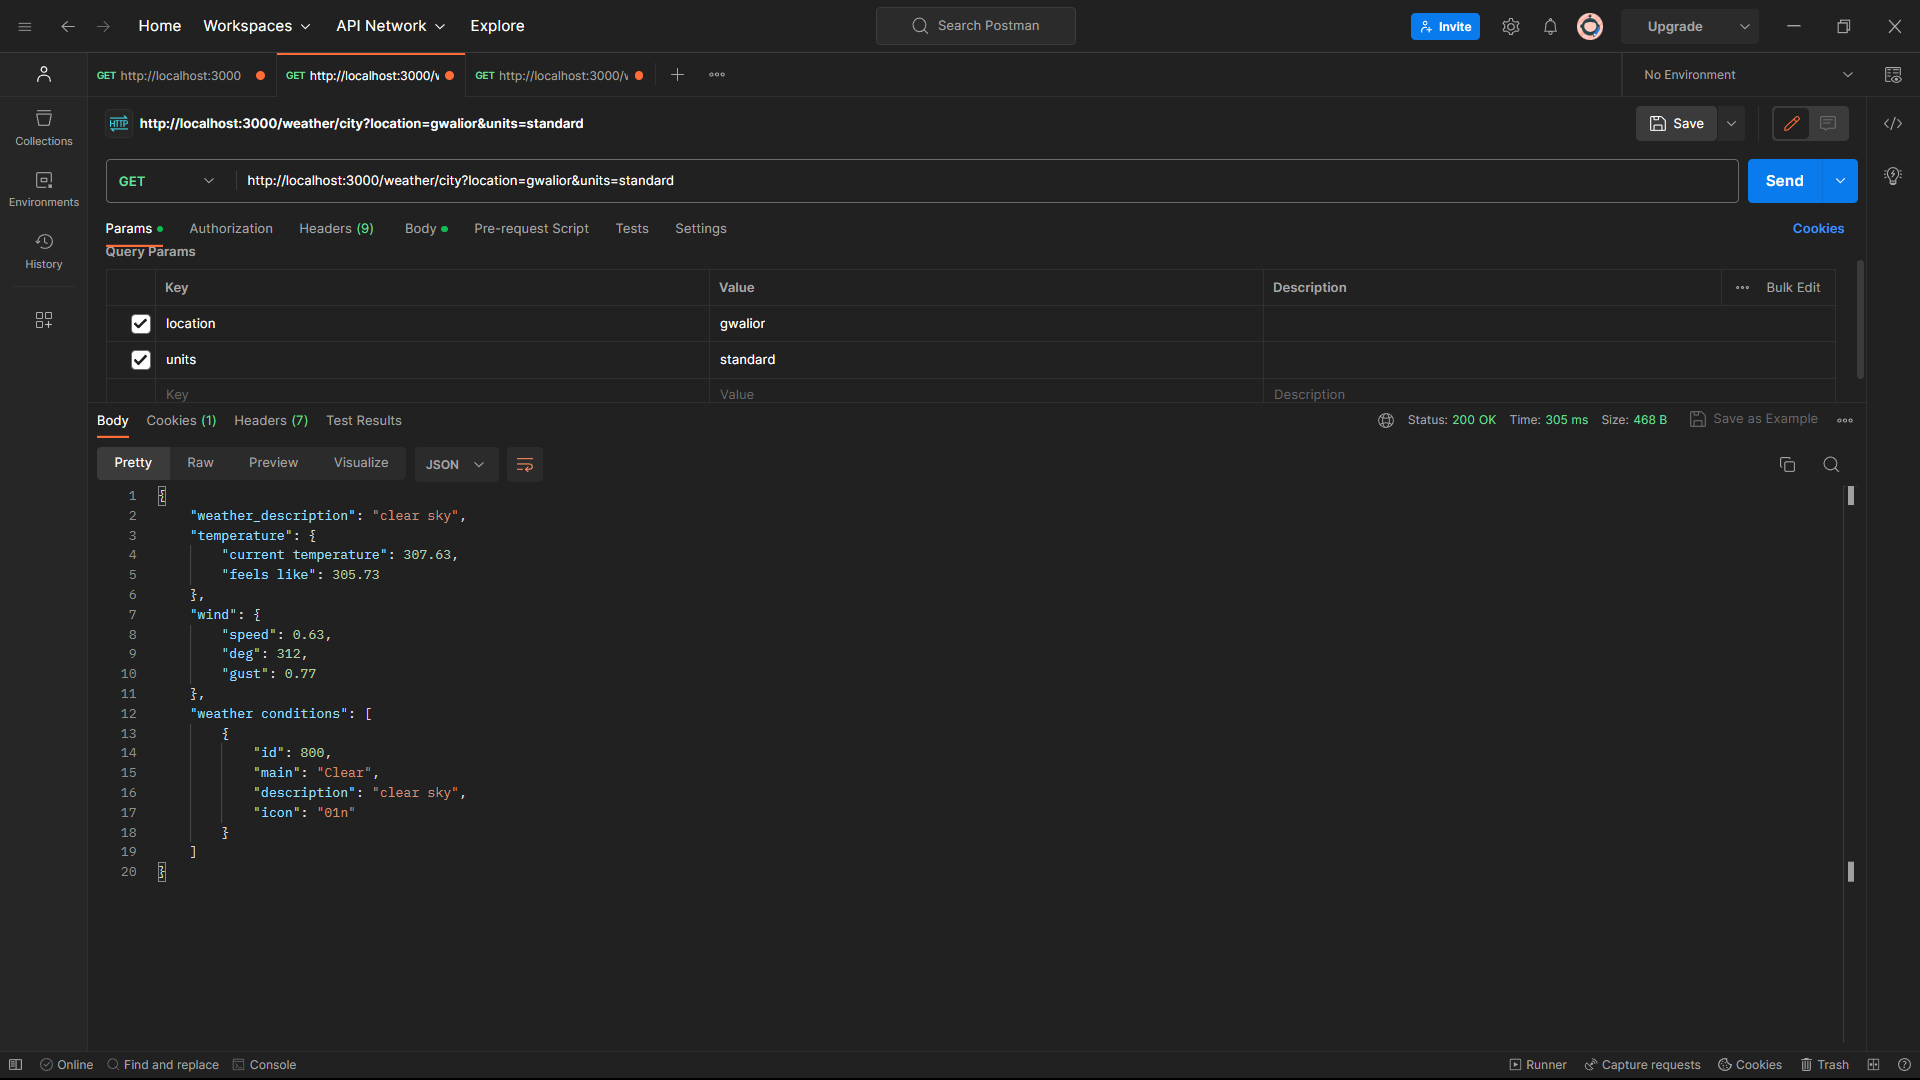 Home Workspaces API Network Explore Search Postman Invite Upgrade
GET http://localhost:3000 GET http://localhost:3000/v GET http://localhost:3000/v No Environment
HTTP http://localhost:3000/weather/city?location=gwalior&units=standard Save
Collections
GET http://localhost:3000/weather/city?location=gwalior&units=standard Send
Environments
Params Authorization Headers (9) Body Pre-request Script Tests Settings Cookies
History
Query Params
Key Value Description Bulk Edit
location gwalior
units standard
Key Value Description
Body Cookies (1) Headers (7) Test Results Status: 200 OK Time: 305 ms Size: 468 B Save as Example
Pretty Raw Preview Visualize JSON
1 {
2 "weather_description": "clear sky",
3 "temperature": {
4 "current temperature": 307.63,
5 "feels like": 305.73
6 },
7 "wind": {
8 "speed": 0.63,
9 "deg": 312,
10 "gust": 0.77
11 },
12 "weather conditions": [
13 {
14 "id": 800,
15 "main": "Clear",
16 "description": "clear sky",
17 "icon": "01n"
18 }
19 ]
20 }
Online Find and replace Console Runner Capture requests Cookies Trash